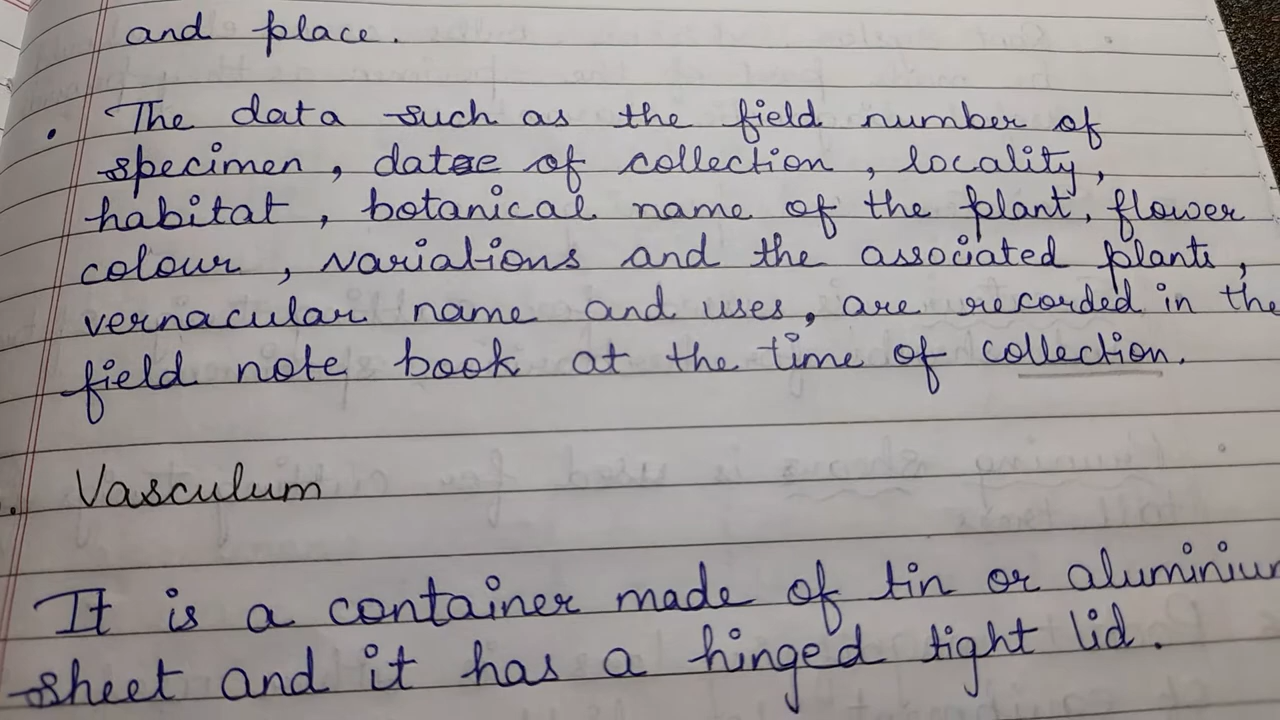 and place.
• The data such as the field number of
specimen, date of collection, locality,
habitat, botanical name of the plant, flower
colour, variations and the associated plants,
vernacular name and uses, are recorded in the
field note book at the time of collection.
. Vasculum
It is a container made of tin or aluminium
sheet and it has a hinged tight lid.